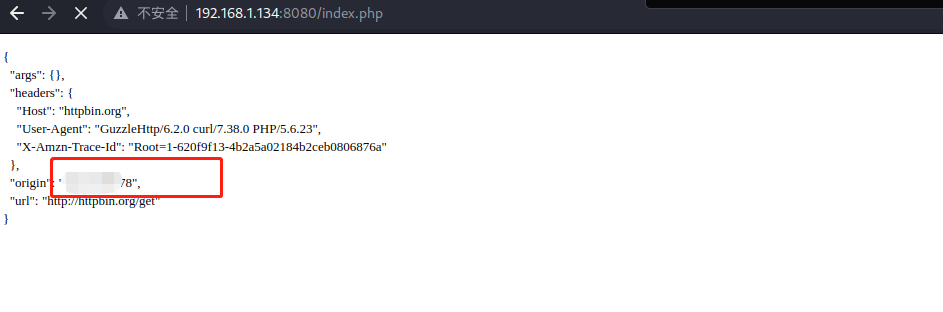 不安全 192.168.1.134:8080/index.php
{
"args": {},
"headers": {
"Host": "httpbin.org",
"User-Agent": "GuzzleHttp/6.2.0 curl/7.38.0 PHP/5.6.23",
"X-Amzn-Trace-Id": "Root=1-620f9f13-4b2a5a02184b2ceb0806876a"
},
"origin": " 78",
"url": "http://httpbin.org/get"
}